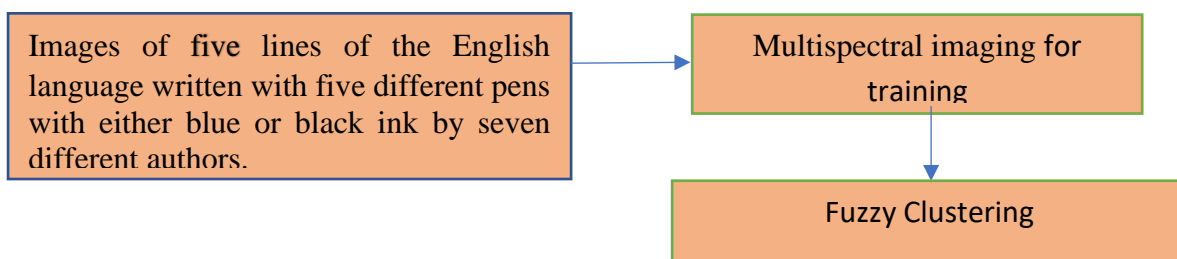 Images of five lines of the English
language written with five different pens
with either blue or black ink by seven
different authors.
Multispectral imaging for
training
Fuzzy Clustering